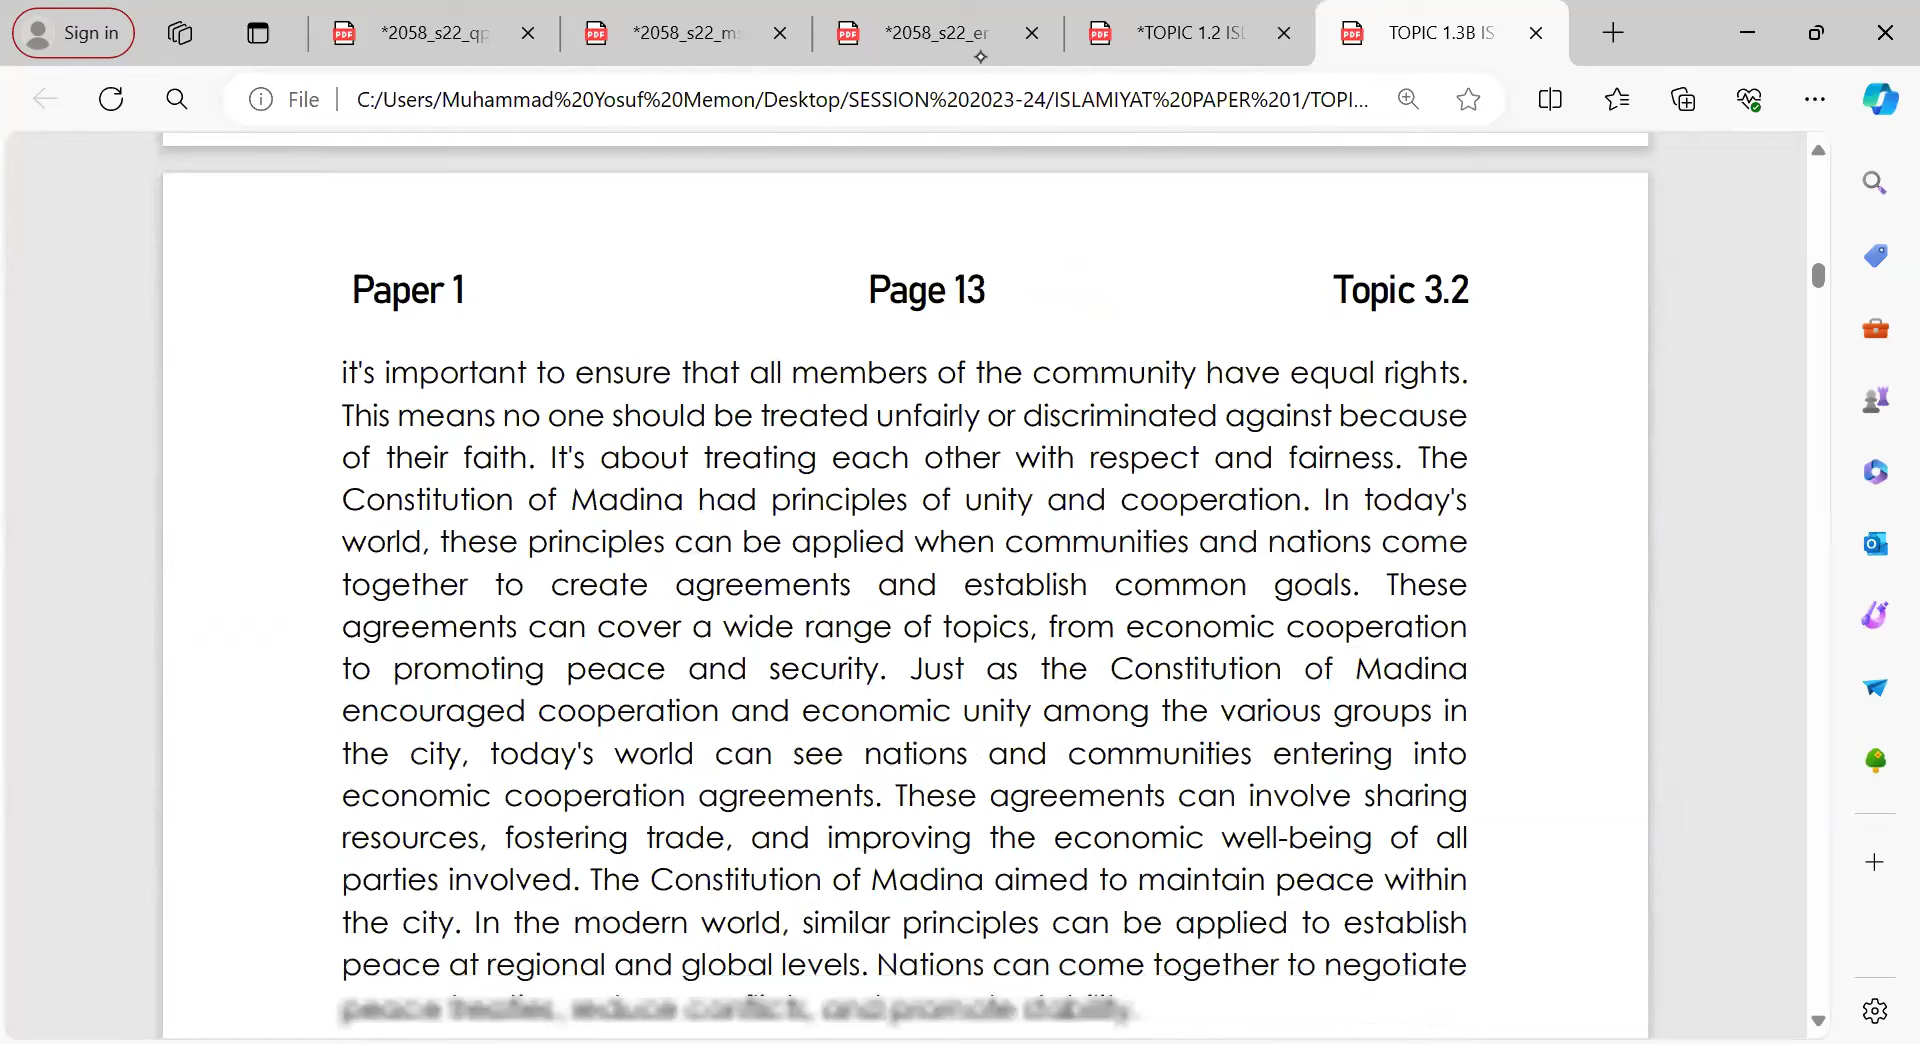 Sign in
*2058_s22_qp
*2058_s22_ms
*2058_s22_er
*TOPIC 1.2 ISL
TOPIC 1.3B IS
File
C:/Users/Muhammad%20Yosuf%20Memon/Desktop/SESSION%202023-24/ISLAMIYAT%20PAPER%201/TOPI...
Paper 1 Page 13 Topic 3.2
it's important to ensure that all members of the community have equal rights.
This means no one should be treated unfairly or discriminated against because
of their faith. It's about treating each other with respect and fairness. The
Constitution of Madina had principles of unity and cooperation. In today's
world, these principles can be applied when communities and nations come
together to create agreements and establish common goals. These
agreements can cover a wide range of topics, from economic cooperation
to promoting peace and security. Just as the Constitution of Madina
encouraged cooperation and economic unity among the various groups in
the city, today's world can see nations and communities entering into
economic cooperation agreements. These agreements can involve sharing
resources, fostering trade, and improving the economic well-being of all
parties involved. The Constitution of Madina aimed to maintain peace within
the city. In the modern world, similar principles can be applied to establish
peace at regional and global levels. Nations can come together to negotiate
peace treaties, reduce conflicts, and promote stability.